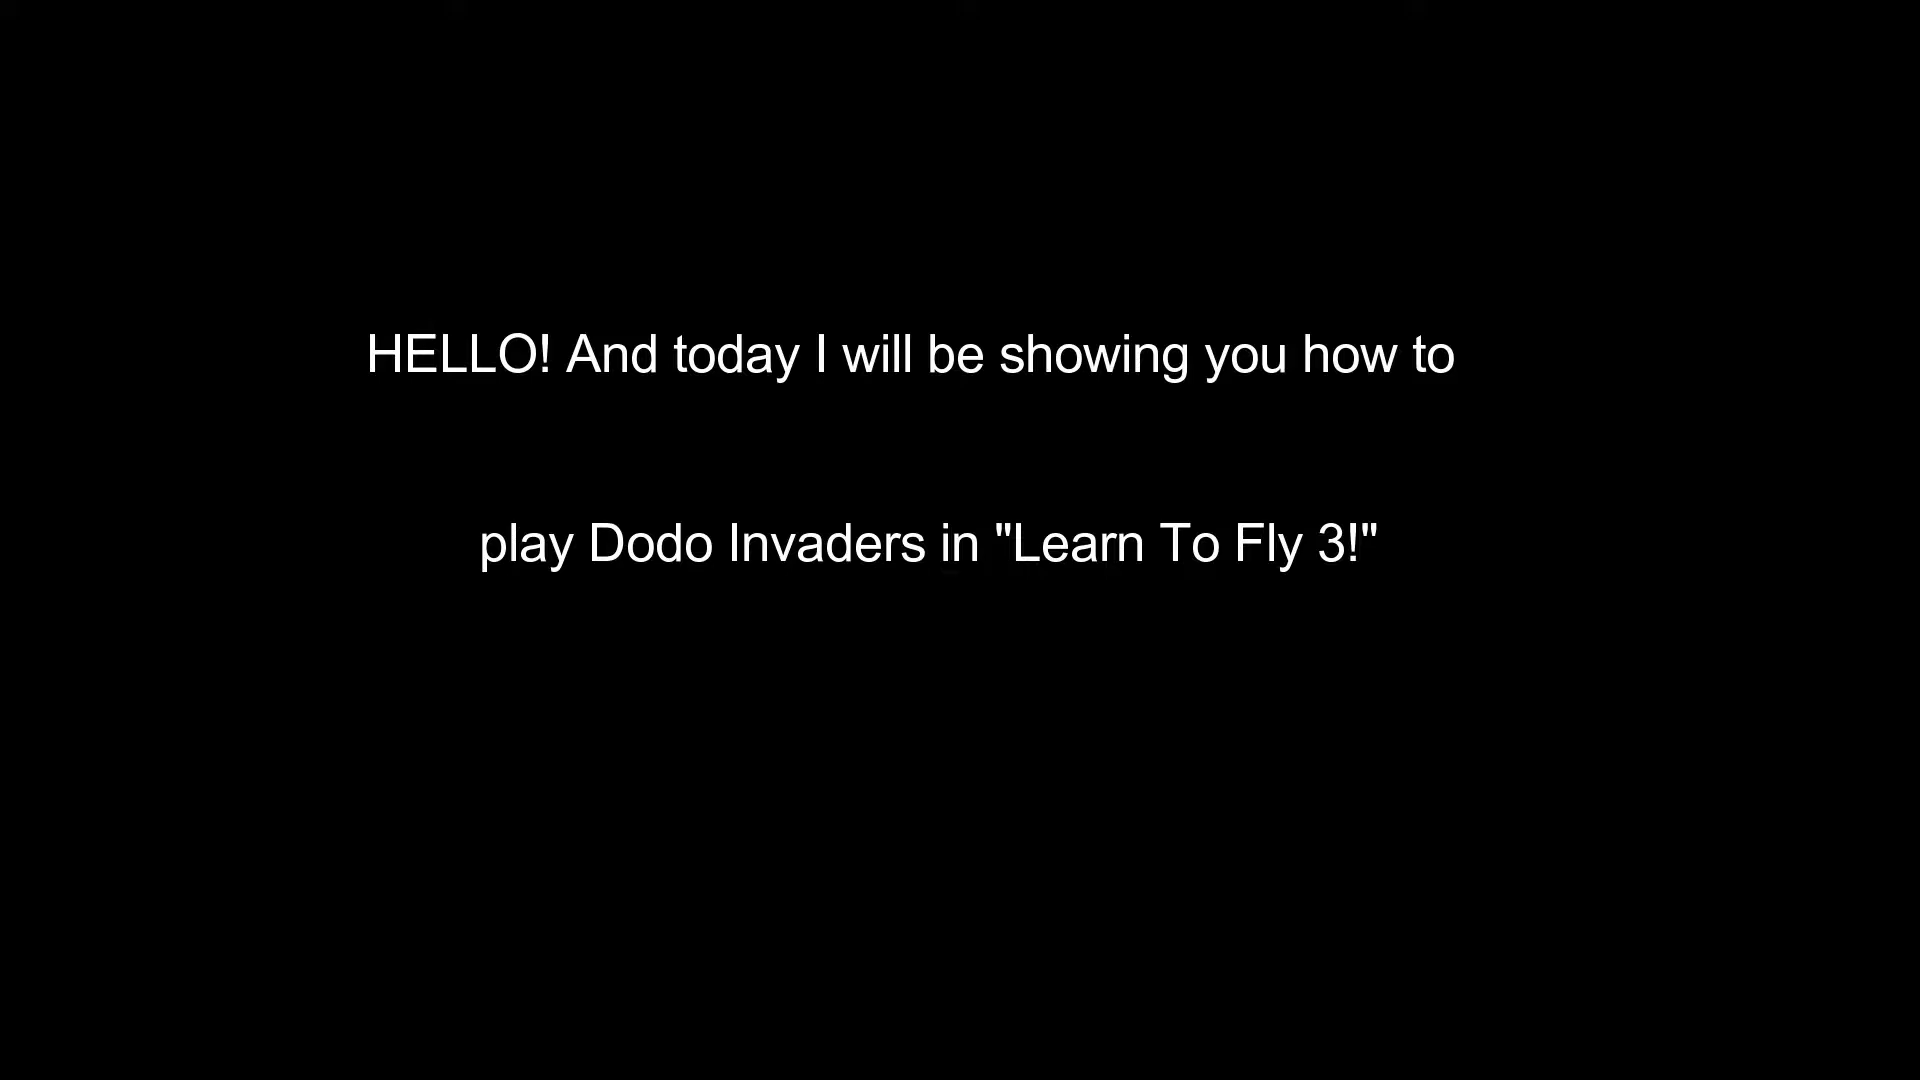 HELLO! And today I will be showing you how to
play Dodo Invaders in "Learn To Fly 3!"